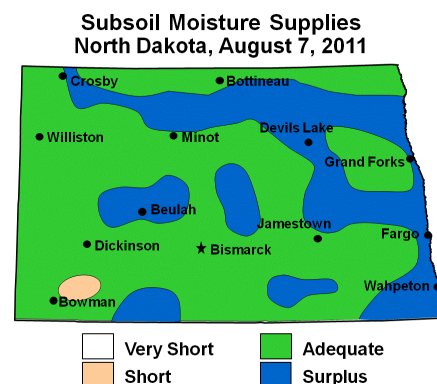 Subsoil Moisture Supplies
North Dakota, August 7, 2011
Crosby
Bottineau
Devils Lake
Williston
Minot
Grand Forks
Beulah
Jamestown
Fargo
Dickinson
Bismarck
Wahpeton
Bowman
Very Short
Adequate
Short
Surplus